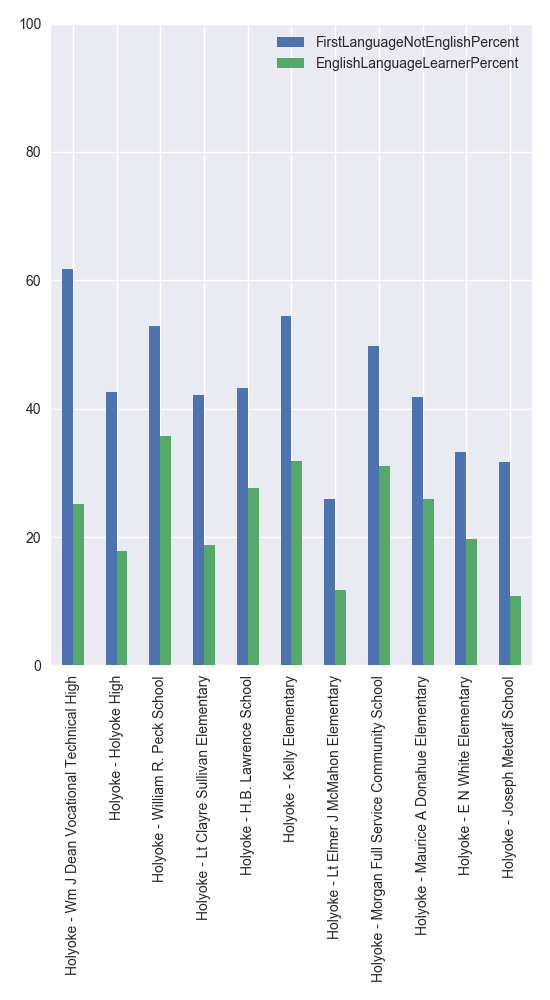 100
FirstLanguageNotEnglishPercent
EnglishLanguageLearnerPercent
80
60
40
20
0
Holyoke - Wm J Dean Vocational Technical High
Holyoke - Holyoke High
Holyoke - William R. Peck School
Holyoke - Lt Clayre Sullivan Elementary
Holyoke - H.B. Lawrence School
Holyoke - Kelly Elementary
Holyoke - Lt Elmer J McMahon Elementary
Holyoke - Morgan Full Service Community School
Holyoke - Maurice A Donahue Elementary
Holyoke - E N White Elementary
Holyoke - Joseph Metcalf School